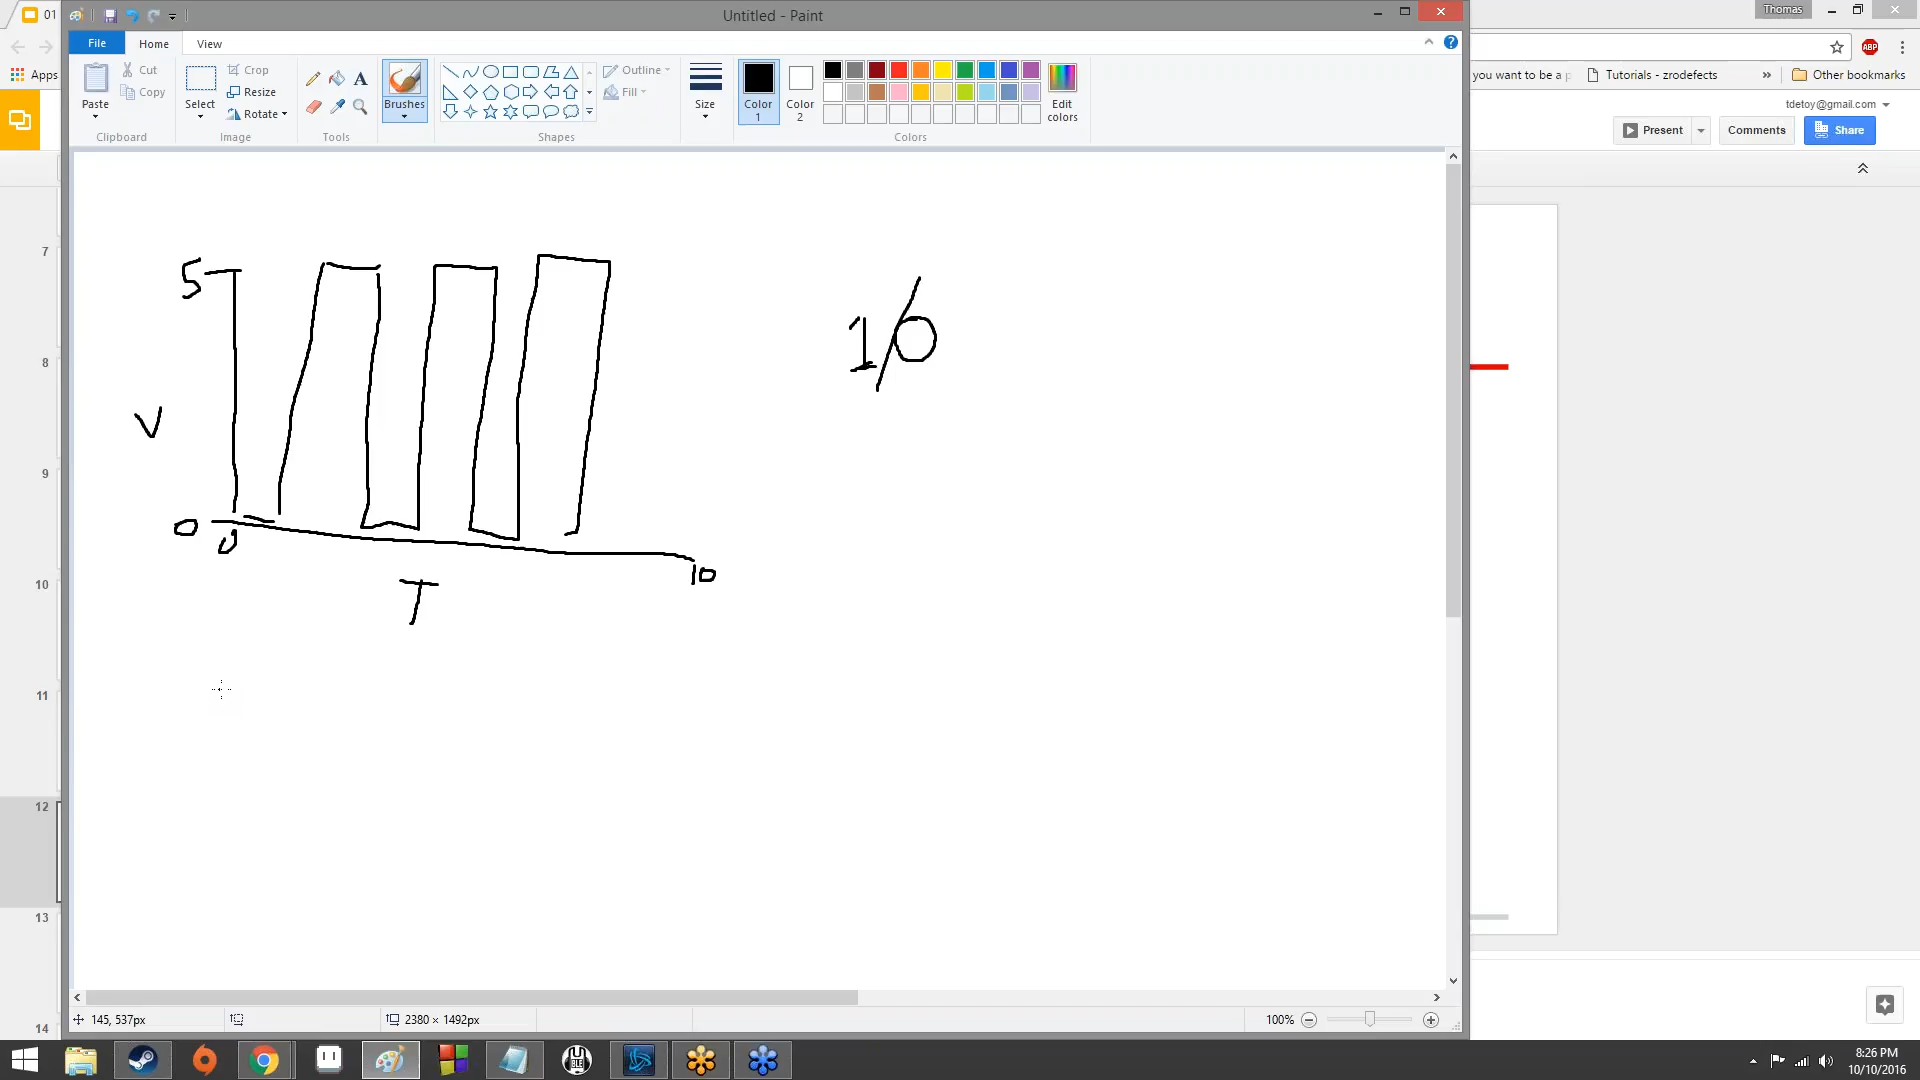 01
Untitled - Paint
Thomas
File Home View
Apps
you want to be a p
Tutorials - zrodefects
»
Other bookmarks
Paste
Cut
Copy
Clipboard
Select
Crop
Resize
Rotate
Image
A
Tools
Brushes
Outline
Fill
Shapes
Size
Color 1
Color 2
Edit colors
Colors
ABP
tdetoy@gmail.com
Present
Comments
Share
7
8
9
10
11
12
13
14
5
V
0
0
T
10
1/0
145, 537px
2380 × 1492px
100%
8:26 PM
10/10/2016